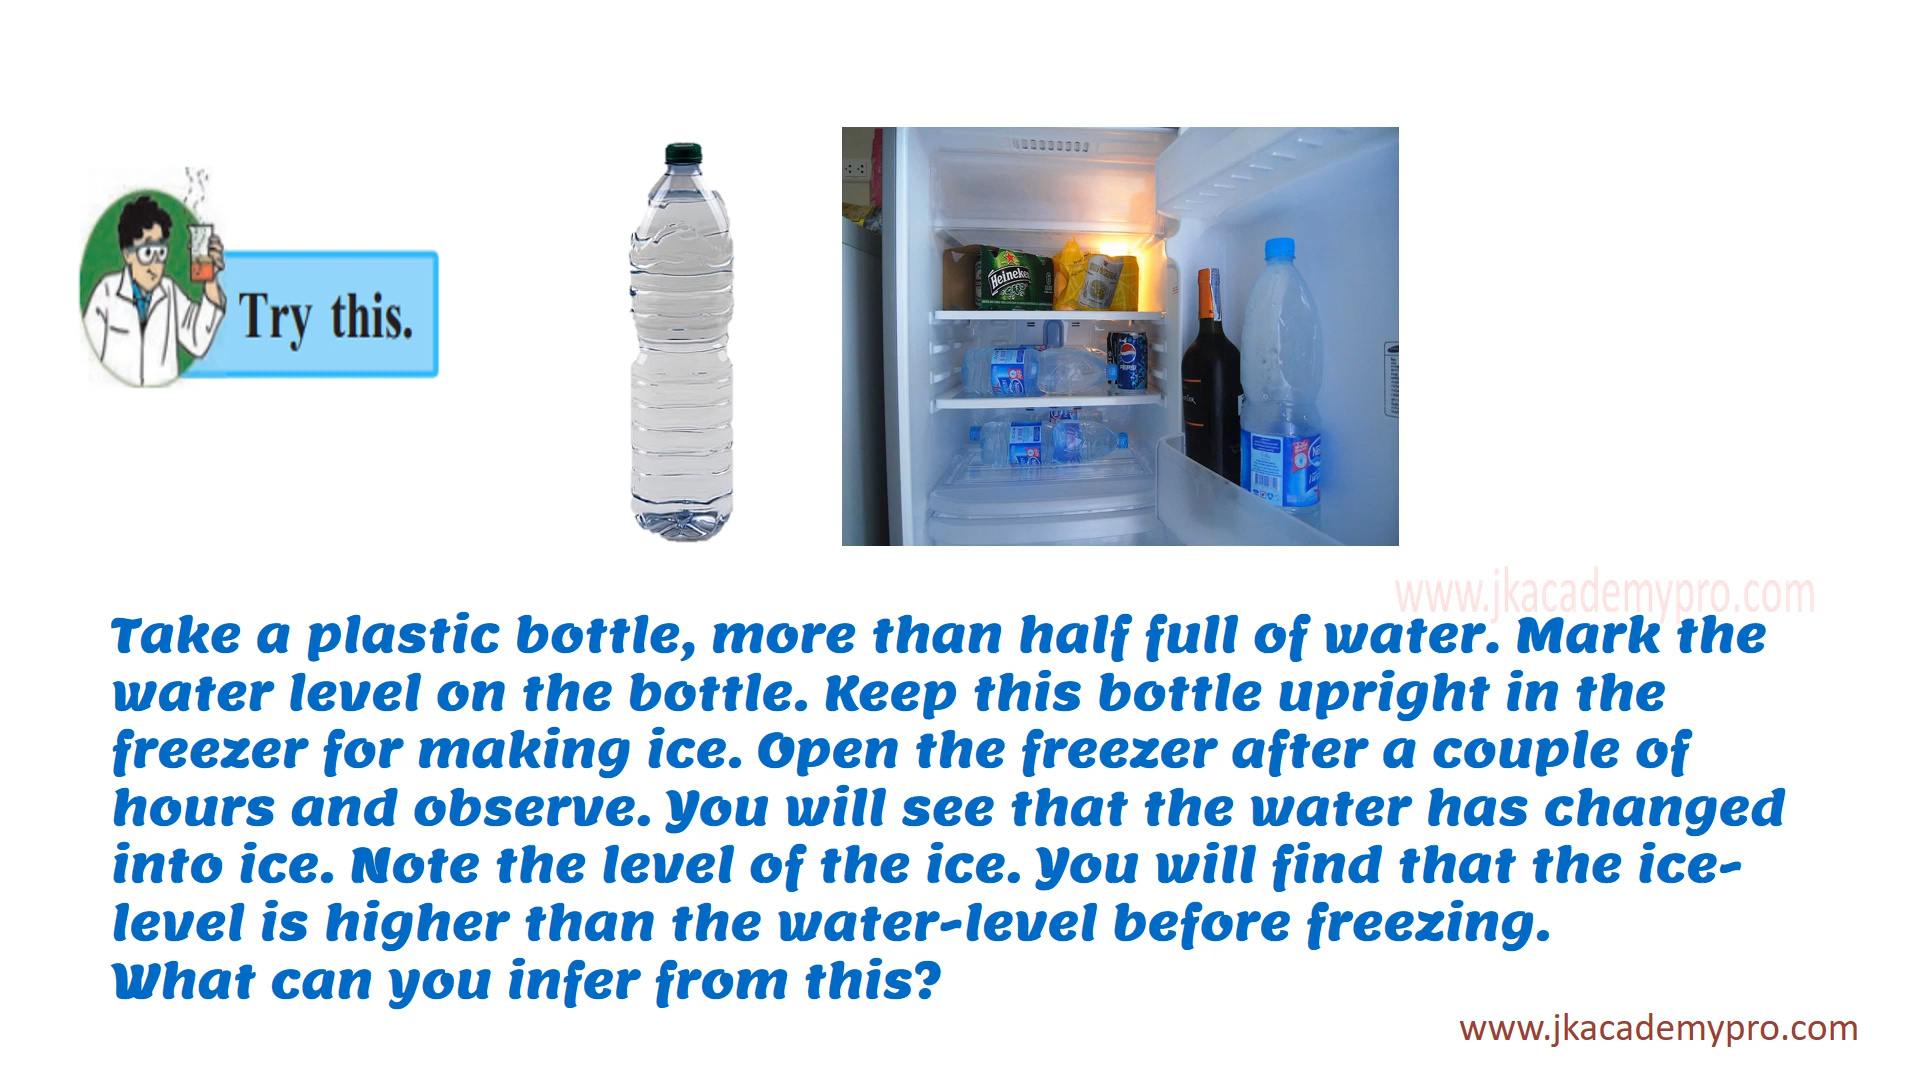 Try this.
Heineken
PEPSI
www.jkacademypro.com
Take a plastic bottle, more than half full of water. Mark the
water level on the bottle. Keep this bottle upright in the
freezer for making ice. Open the freezer after a couple of
hours and observe. You will see that the water has changed
into ice. Note the level of the ice. You will find that the ice-
level is higher than the water-level before freezing.
What can you infer from this?
www.jkacademypro.com